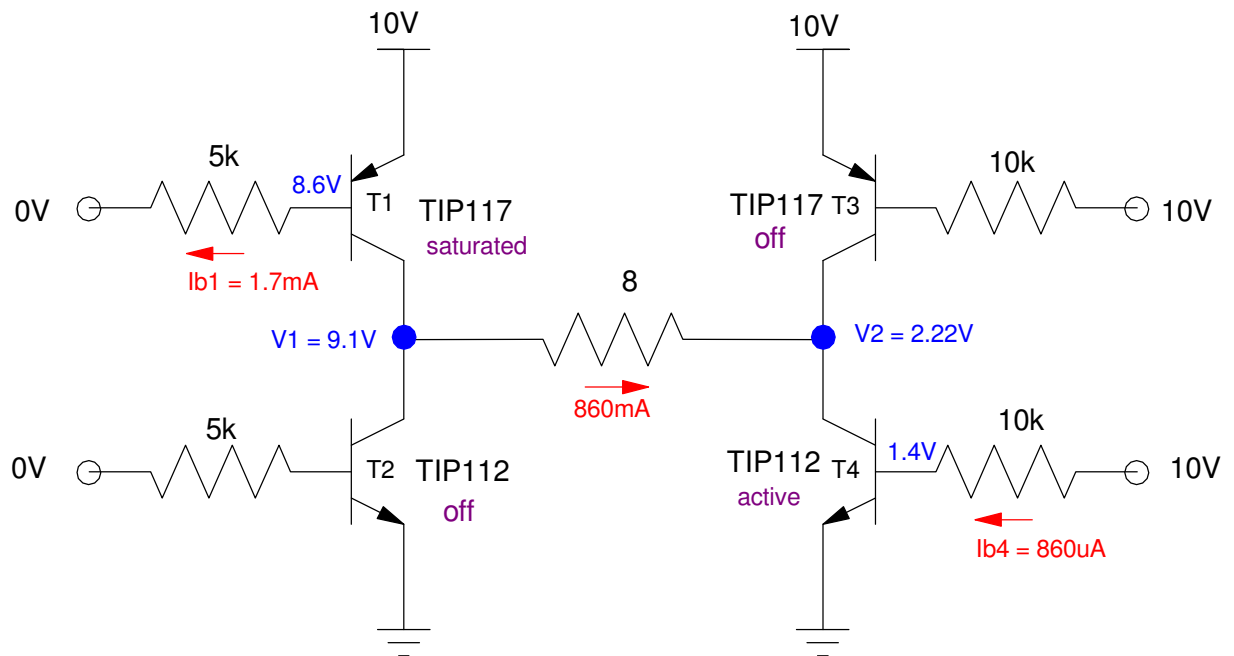 10V
10V
5k
10k
8.6V
T1
TIP117
TIP117
T3
0V
10V
saturated
off
Ib1 = 1.7mA
8
V1 = 9.1V
V2 = 2.22V
860mA
5k
10k
1.4V
0V
T2
TIP112
TIP112
T4
10V
off
active
Ib4 = 860uA